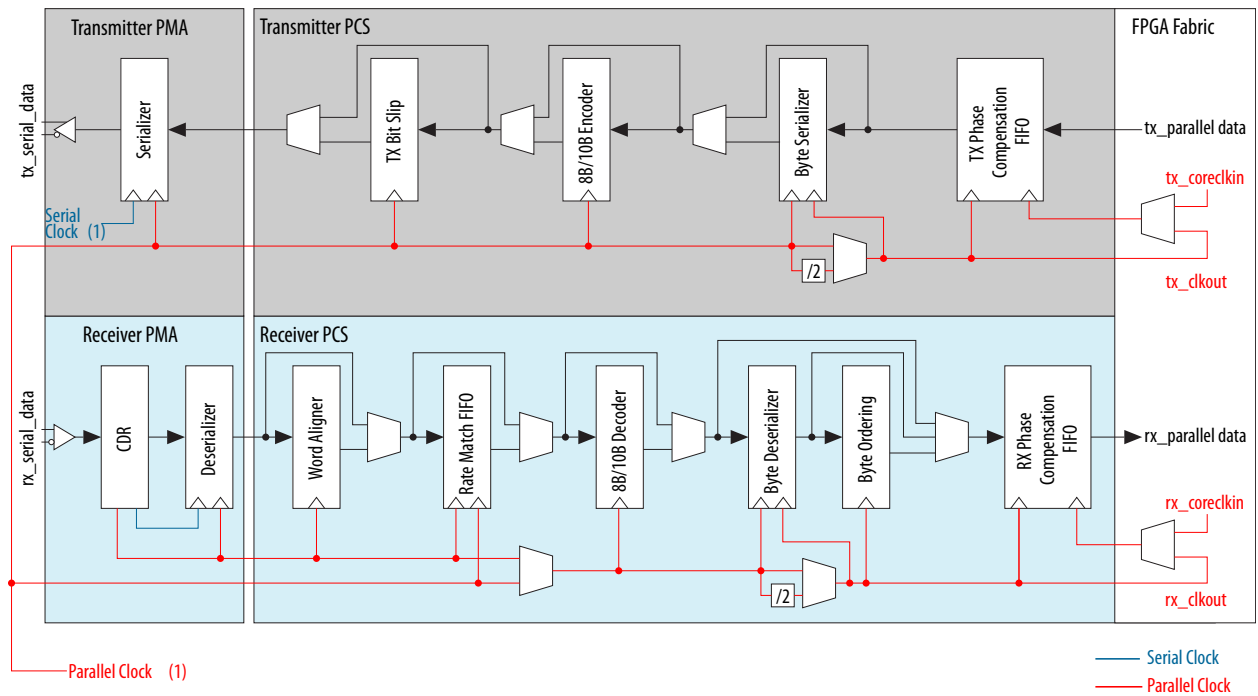 Transmitter PMA
Transmitter PCS
FPGA Fabric
tx_serial_data
Serializer
TX Bit Slip
8B/10B Encoder
Byte Serializer
TX Phase
Compensation
FIFO
tx_parallel data
tx_coreclkin
Serial
Clock (1)
/2
tx_clkout
Receiver PMA
Receiver PCS
rx_serial_data
CDR
Deserializer
Word Aligner
Rate Match FIFO
8B/10B Decoder
Byte Deserializer
Byte Ordering
RX Phase
Compensation
FIFO
rx_parallel data
rx_coreclkin
/2
rx_clkout
Parallel Clock (1)
Serial Clock
Parallel Clock